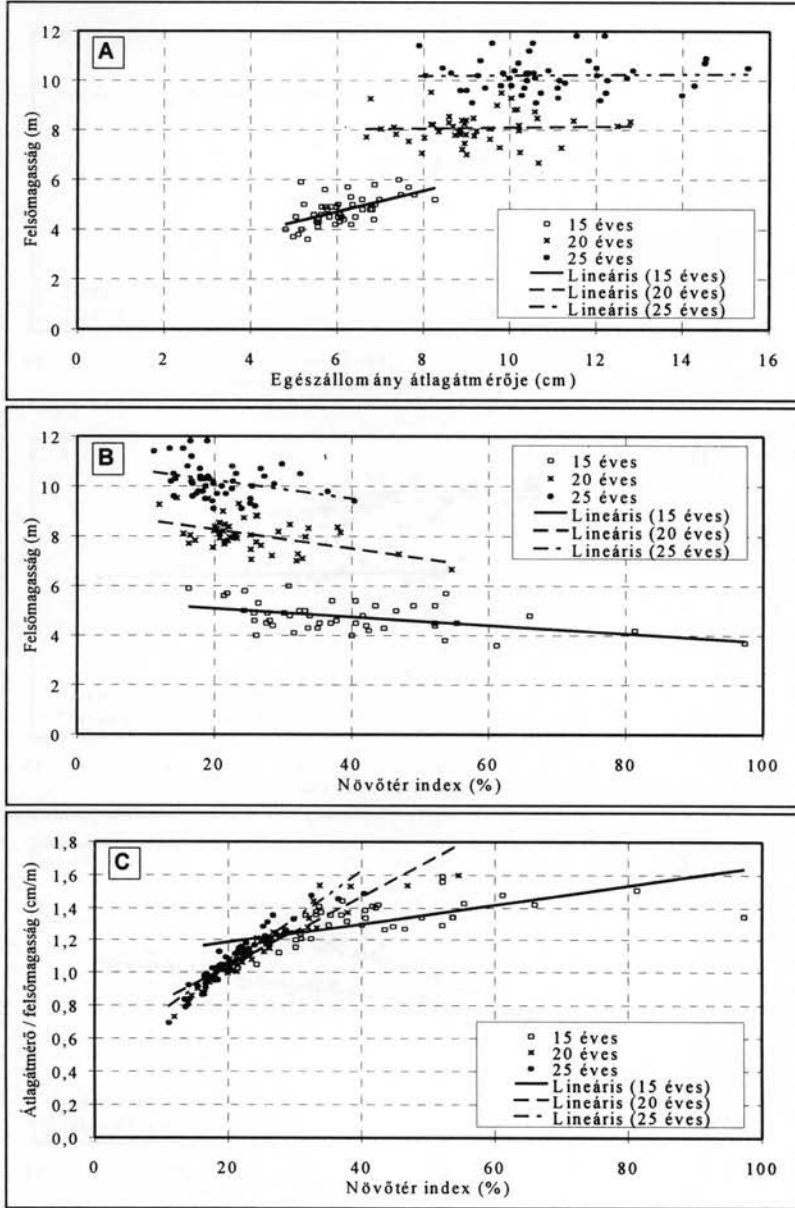 A
Felsőmagasság (m)
12
10
8
6
4
2
0
0 2 4 6 8 10 12 14 16
Egészállomány átlagátmérője (cm)
15 éves
20 éves
25 éves
Lineáris (15 éves)
Lineáris (20 éves)
Lineáris (25 éves)
B
Felsőmagasság (m)
12
10
8
6
4
2
0
0 20 40 60 80 100
Növőtér index (%)
15 éves
20 éves
25 éves
Lineáris (15 éves)
Lineáris (20 éves)
Lineáris (25 éves)
C
Átlagátmérő / felsőmagasság (cm/m)
1,8
1,6
1,4
1,2
1,0
0,8
0,6
0,4
0,2
0,0
0 20 40 60 80 100
Növőtér index (%)
15 éves
20 éves
25 éves
Lineáris (15 éves)
Lineáris (20 éves)
Lineáris (25 éves)